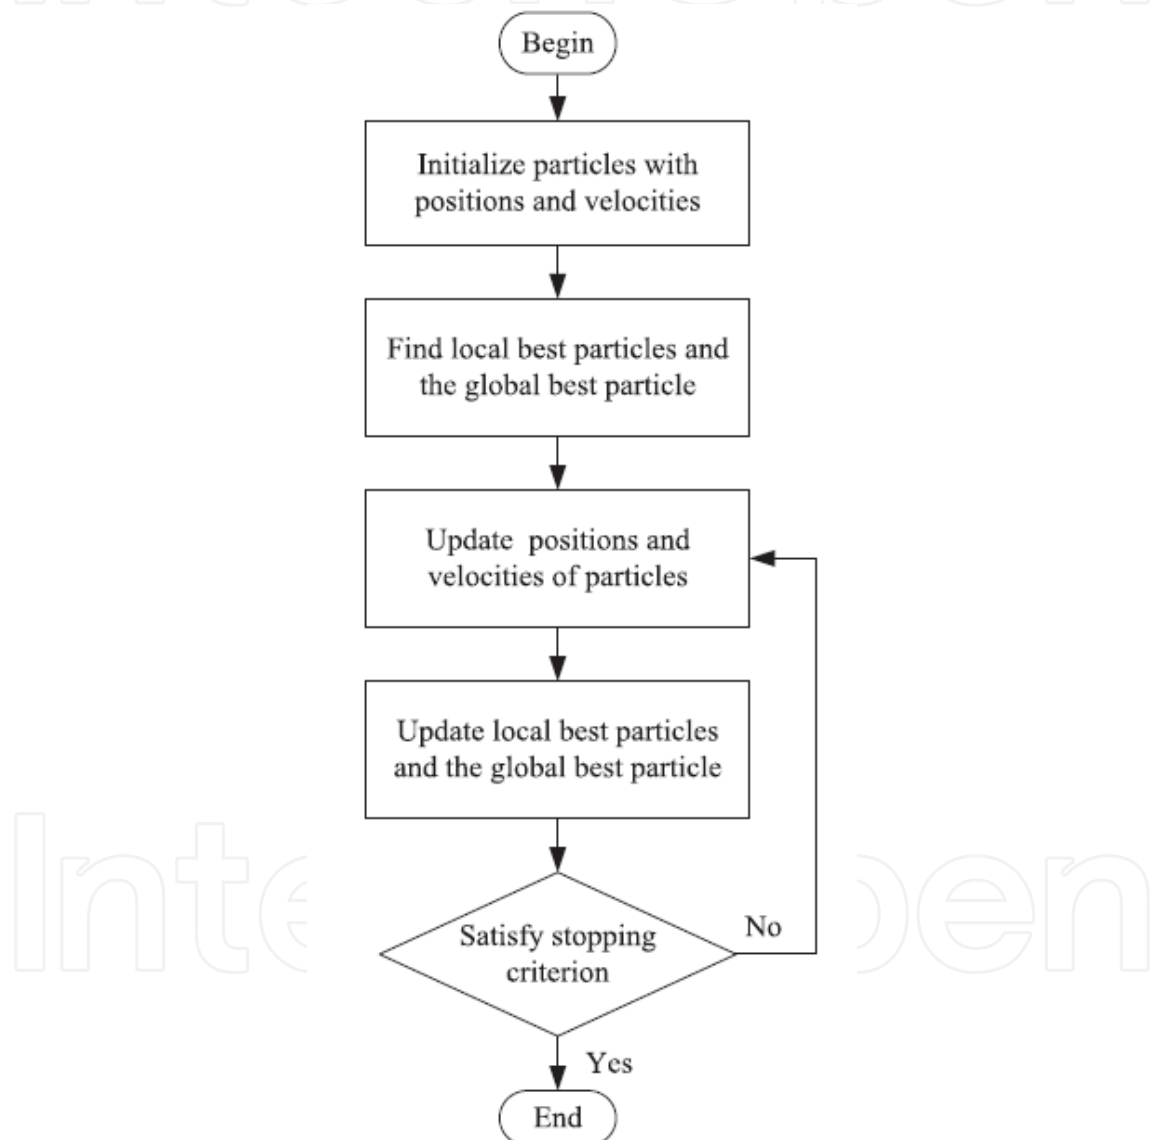 Begin
Initialize particles with
positions and velocities
Find local best particles and
the global best particle
Update positions and
velocities of particles
Update local best particles
and the global best particle
Satisfy stopping
criterion
No
Yes
End